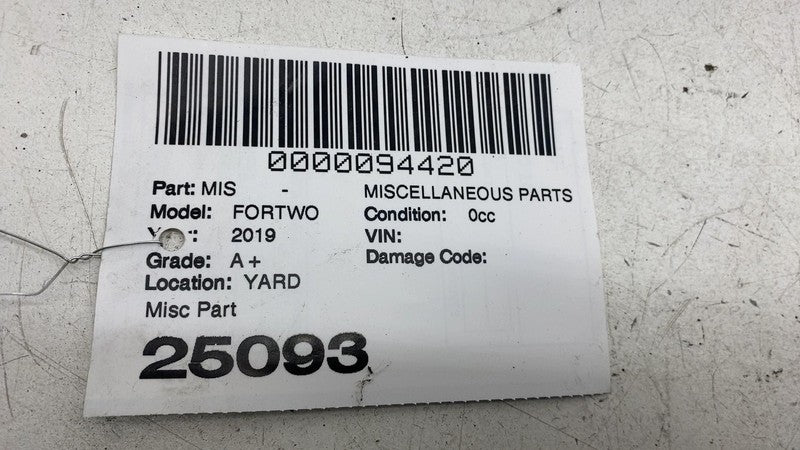 0000094420
Part: MIS - MISCELLANEOUS PARTS
Model: FORTWO Condition: 0cc
2019 VIN:
Grade: A+ Damage Code:
Location: YARD
Misc Part
25093